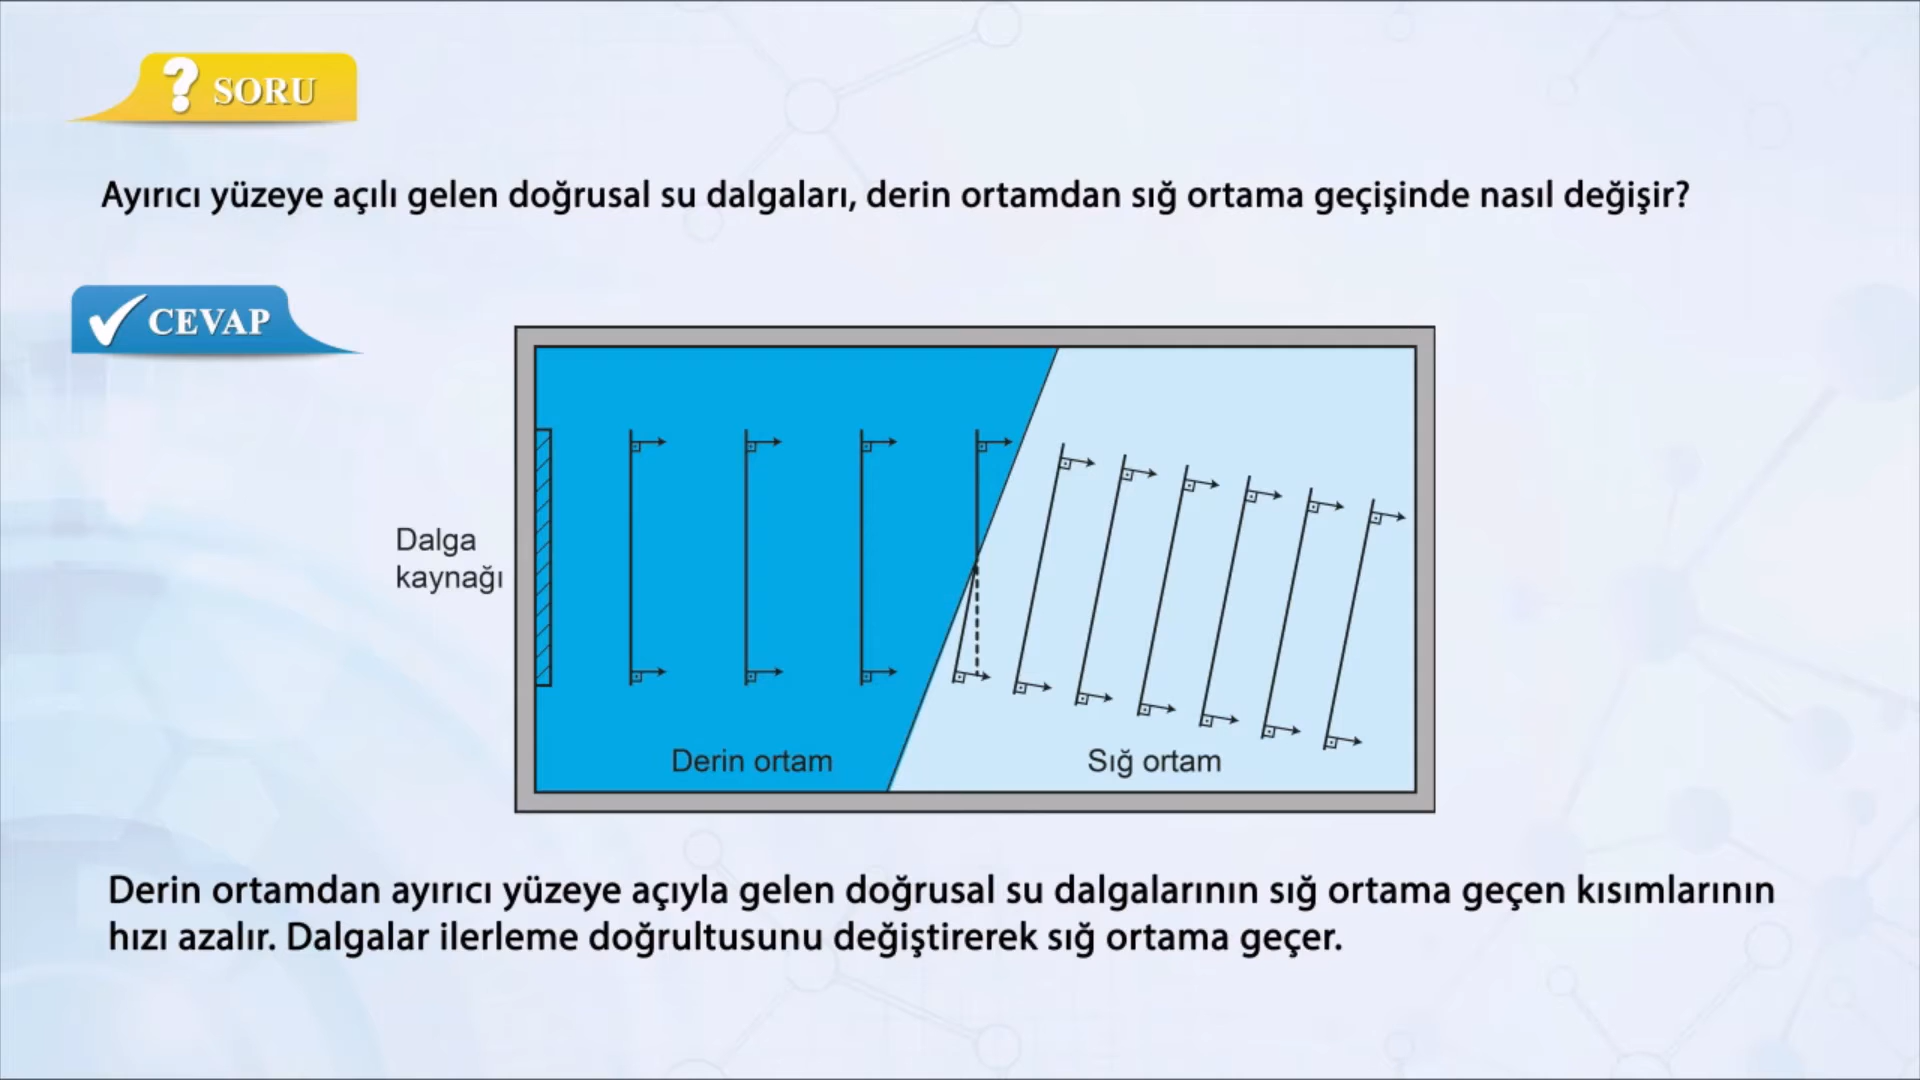 ? SORU
Ayırıcı yüzeye açılı gelen doğrusal su dalgaları, derin ortamdan sığ ortama geçişinde nasıl değişir?
CEVAP
Dalga
kaynağı
Derin ortam
Sığ ortam
Derin ortamdan ayırıcı yüzeye açıyla gelen doğrusal su dalgalarının sığ ortama geçen kısımlarının
hızı azalır. Dalgalar ilerleme doğrultusunu değiştirerek sığ ortama geçer.